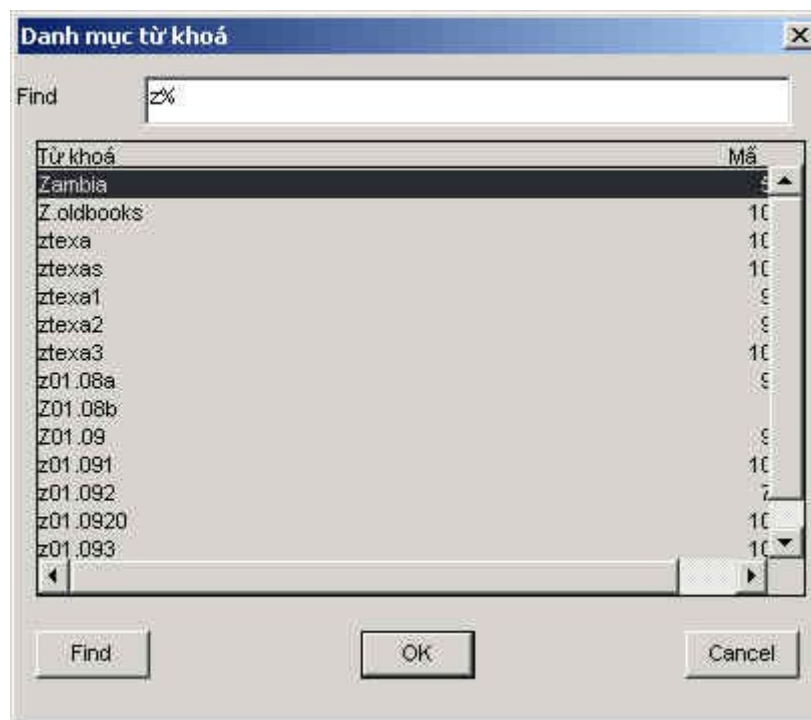 Danh mục từ khoá
Find z%
Từ khoá Mã
Zambia
Z.oldbooks
ztexa
ztexas
ztexa1
ztexa2
ztexa3
z01.08a
Z01.08b
Z01.09
z01.091
z01.092
z01.0920
z01.093
Find OK Cancel